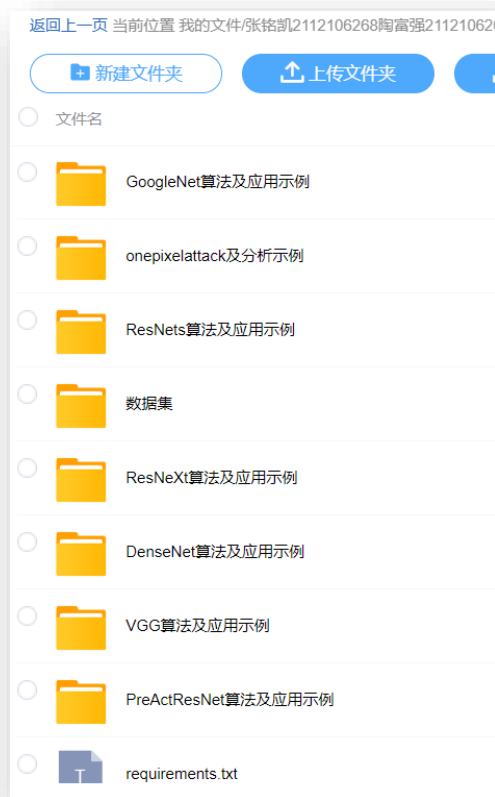 返回上一页 当前位置 我的文件/张铭凯2112106268陶富强21121062
新建文件夹
上传文件夹
文件名
GoogleNet算法及应用示例
onepixelattack及分析示例
ResNets算法及应用示例
数据集
ResNeXt算法及应用示例
DenseNet算法及应用示例
VGG算法及应用示例
PreActResNet算法及应用示例
T
requirements.txt